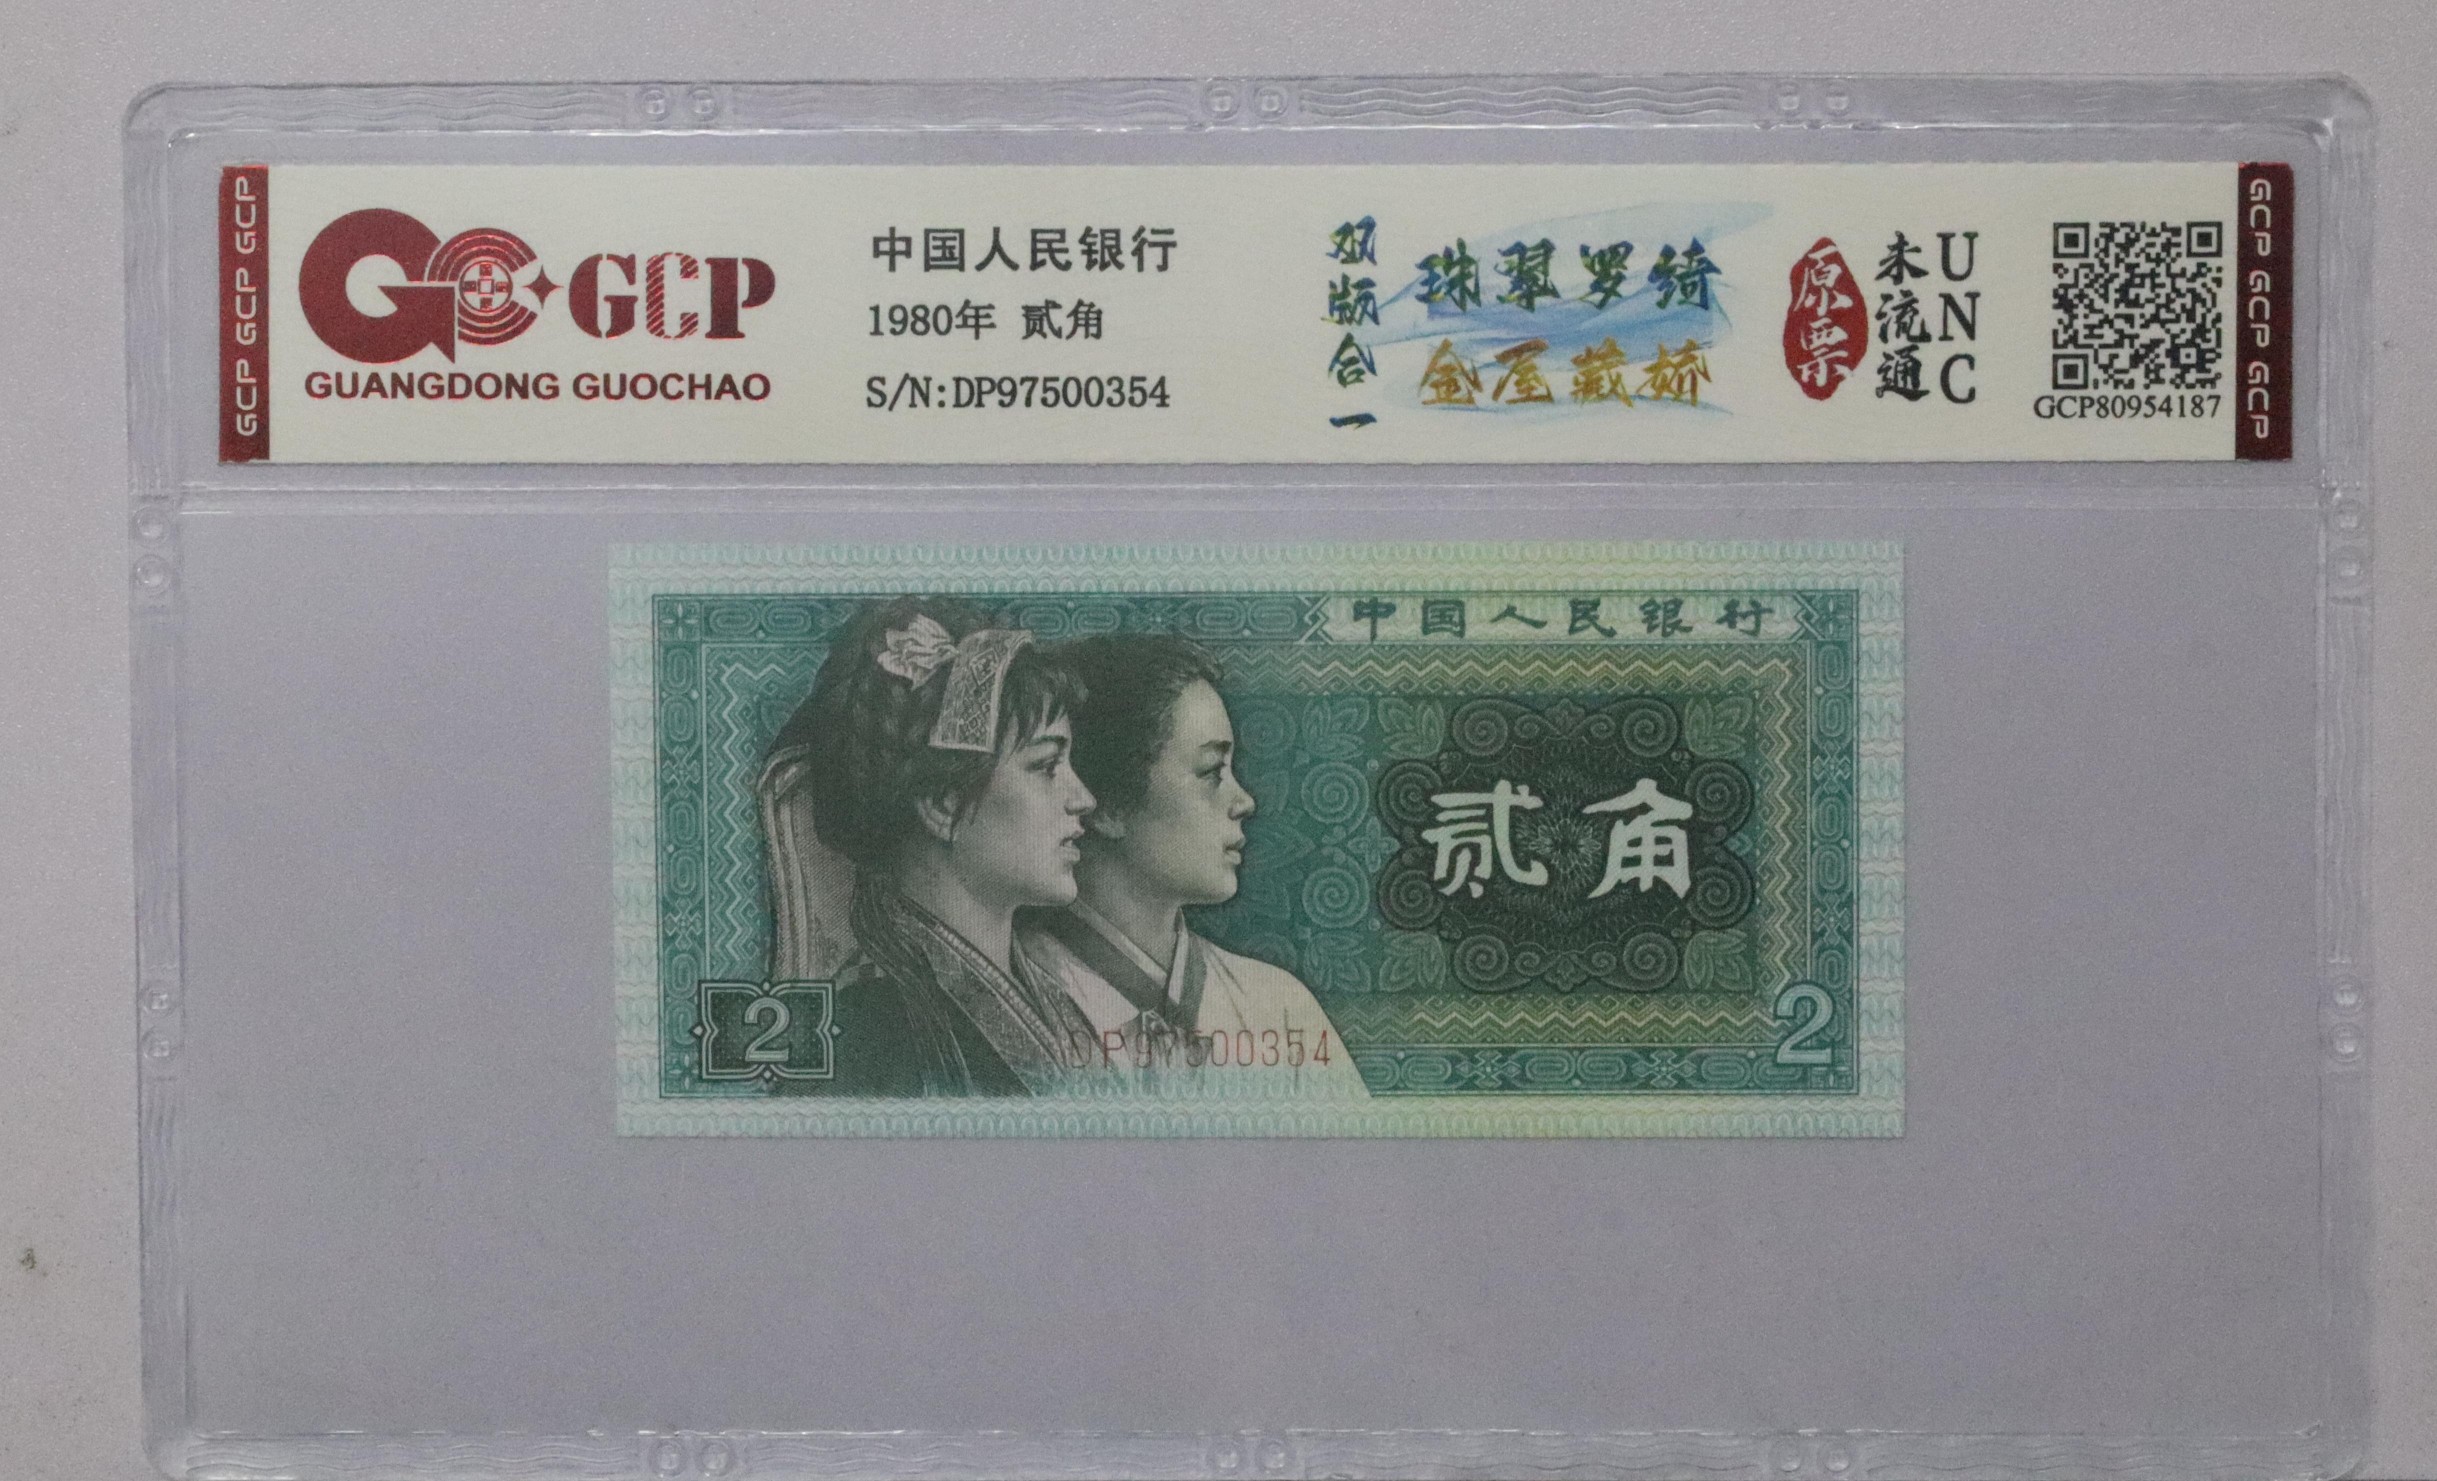 GCP GCP GCP
GCP
GUANGDONG GUOCHAO
中国人民银行
1980年 贰角
S/N:DP97500354
双版合一
珠翠罗绮
金屋藏娇
原票
未流通
UNC
GCP80954187
GCP GCP GCP
中国人民银行
贰角
2
2
DP97500354